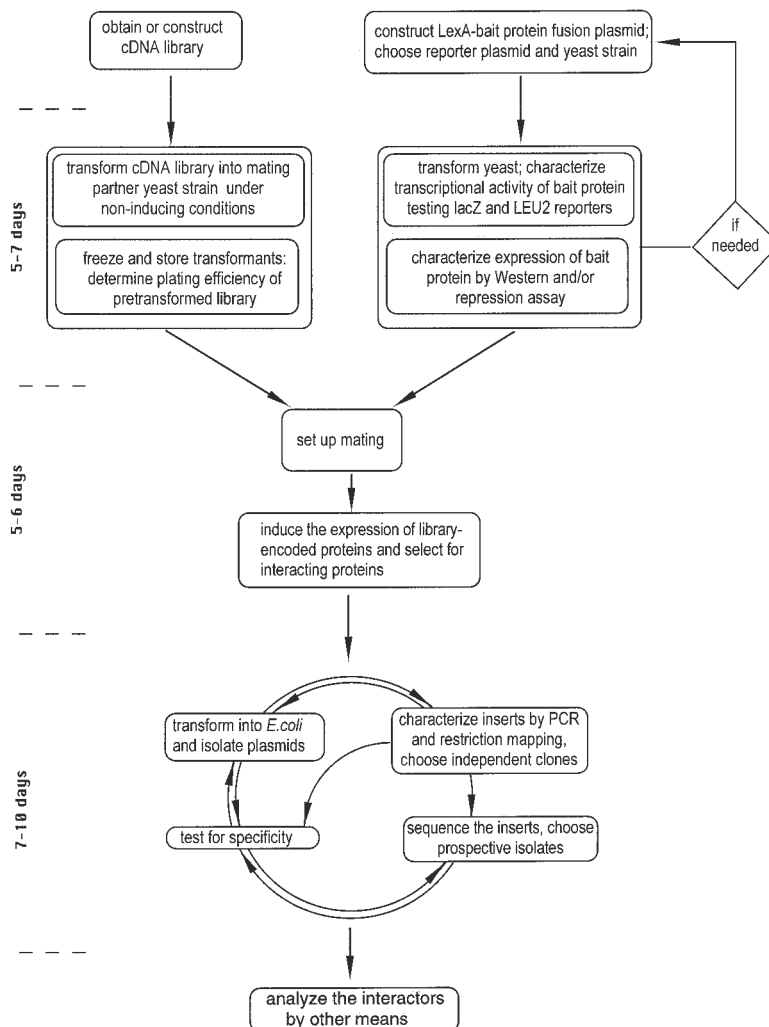 obtain or construct
cDNA library
construct LexA-bait protein fusion plasmid;
choose reporter plasmid and yeast strain
5-7 days
transform cDNA library into mating
partner yeast strain under
non-inducing conditions
freeze and store transformants:
determine plating efficiency of
pretransformed library
transform yeast; characterize
transcriptional activity of bait protein
testing lacZ and LEU2 reporters
characterize expression of bait
protein by Western and/or
repression assay
if
needed
5-6 days
set up mating
induce the expression of library-
encoded proteins and select for
interacting proteins
7-10 days
transform into E.coli
and isolate plasmids
characterize inserts by PCR
and restriction mapping,
choose independent clones
test for specificity
sequence the inserts, choose
prospective isolates
analyze the interactors
by other means